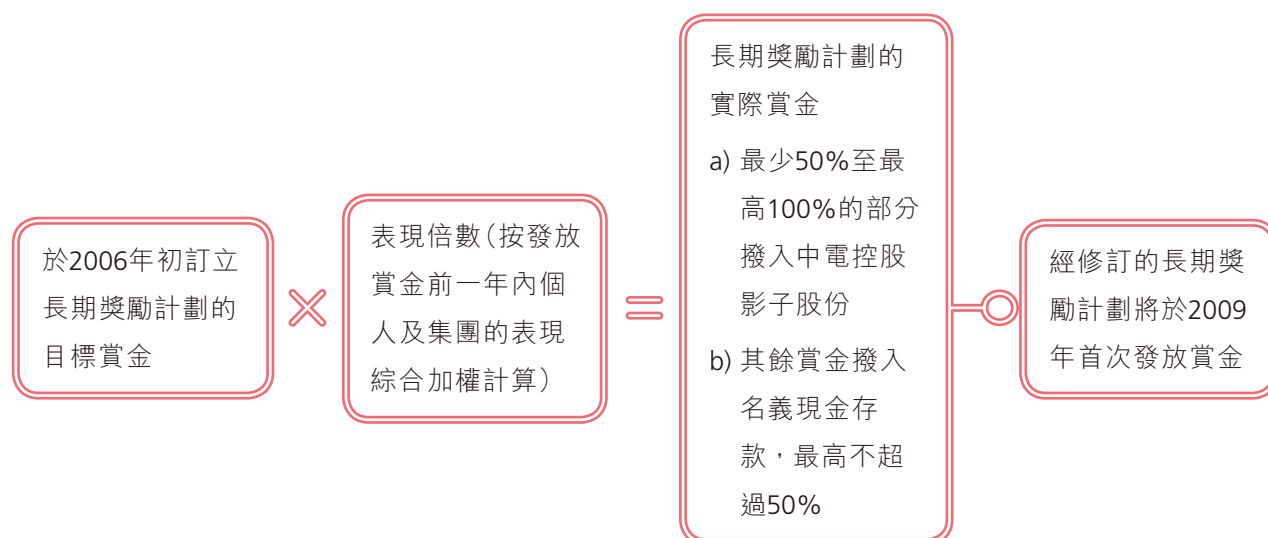 於2006年初訂立
長期獎勵計劃的
目標賞金
×
表現倍數（按發放
賞金前一年內個
人及集團的表現
綜合加權計算）
=
長期獎勵計劃的
實際賞金
a) 最少50%至最
高100%的部分
撥入中電控股
影子股份
b) 其餘賞金撥入
名義現金存
款，最高不超
過50%
經修訂的長期獎
勵計劃將於2009
年首次發放賞金